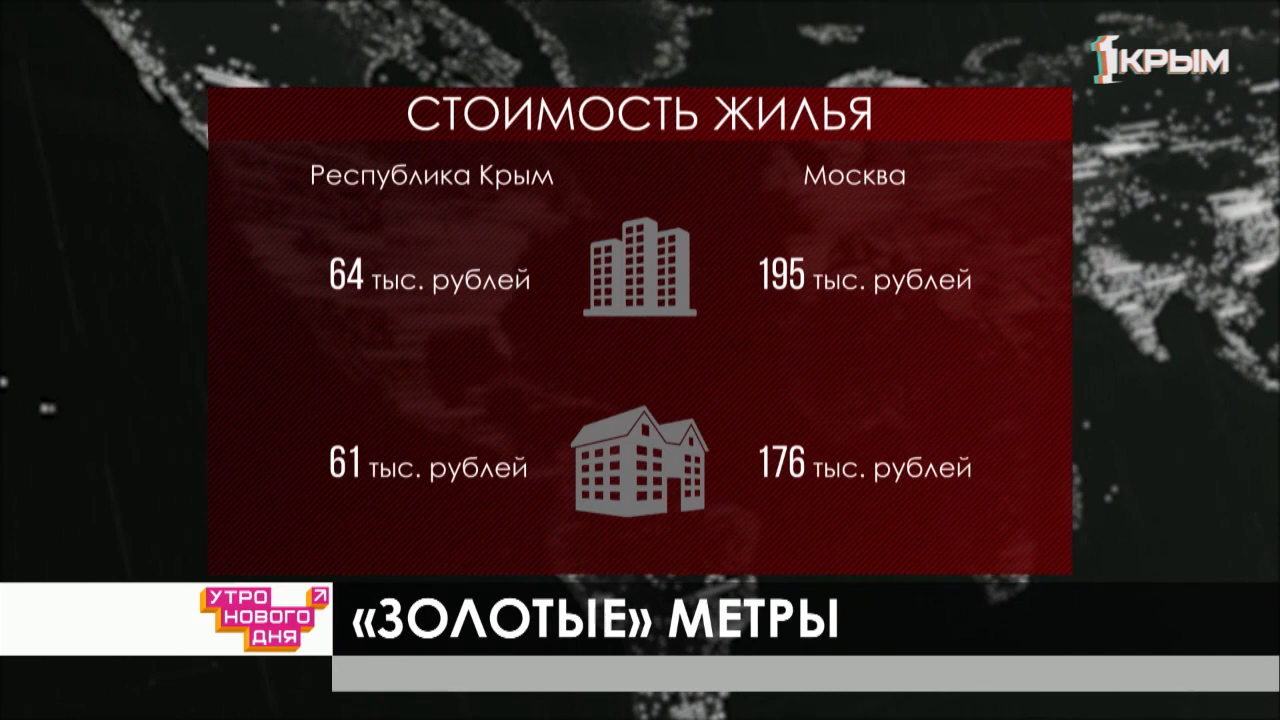 1КРЫМ
СТОИМОСТЬ ЖИЛЬЯ
Республика Крым
Москва
64 тыс. рублей
195 тыс. рублей
61 тыс. рублей
176 тыс. рублей
УТРО
НОВОГО
ДНЯ
«ЗОЛОТЫЕ» МЕТРЫ